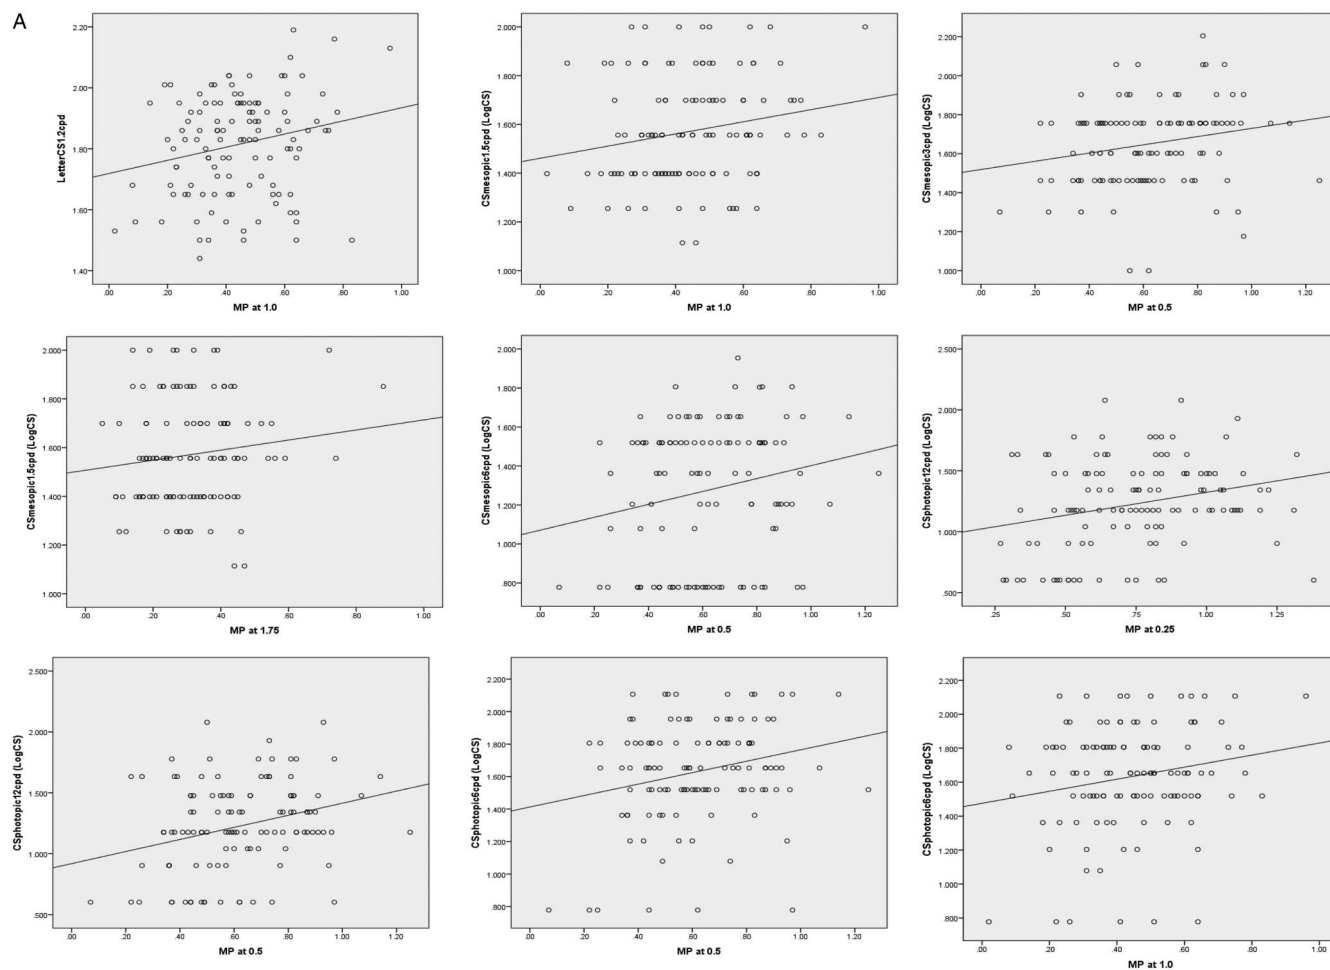 A
LetterCS1.2cpd
2.20
2.00
1.80
1.60
1.40
.00 .20 .40 .60 .80 1.00
MP at 1.0
CSmesopic1.5cpd (LogCS)
2.000
1.800
1.600
1.400
1.200
1.000
.00 .20 .40 .60 .80 1.00
MP at 1.0
CSmesopic3cpd (LogCS)
2.200
2.000
1.800
1.600
1.400
1.200
1.000
.00 .20 .40 .60 .80 1.00 1.20
MP at 0.5
CSmesopic1.5cpd (LogCS)
2.000
1.800
1.600
1.400
1.200
1.000
.00 .20 .40 .60 .80 1.00
MP at 1.75
CSmesopic6cpd (LogCS)
2.000
1.800
1.600
1.400
1.200
1.000
.800
.00 .20 .40 .60 .80 1.00 1.20
MP at 0.5
CSphotopic12cpd (LogCS)
2.500
2.000
1.500
1.000
.500
.25 .50 .75 1.00 1.25
MP at 0.25
CSphotopic12cpd (LogCS)
2.500
2.000
1.500
1.000
.500
.00 .20 .40 .60 .80 1.00 1.20
MP at 0.5
CSphotopic6cpd (LogCS)
2.200
2.000
1.800
1.600
1.400
1.200
1.000
.800
.00 .20 .40 .60 .80 1.00 1.20
MP at 0.5
CSphotopic6cpd (LogCS)
2.200
2.000
1.800
1.600
1.400
1.200
1.000
.800
.00 .20 .40 .60 .80 1.00
MP at 1.0